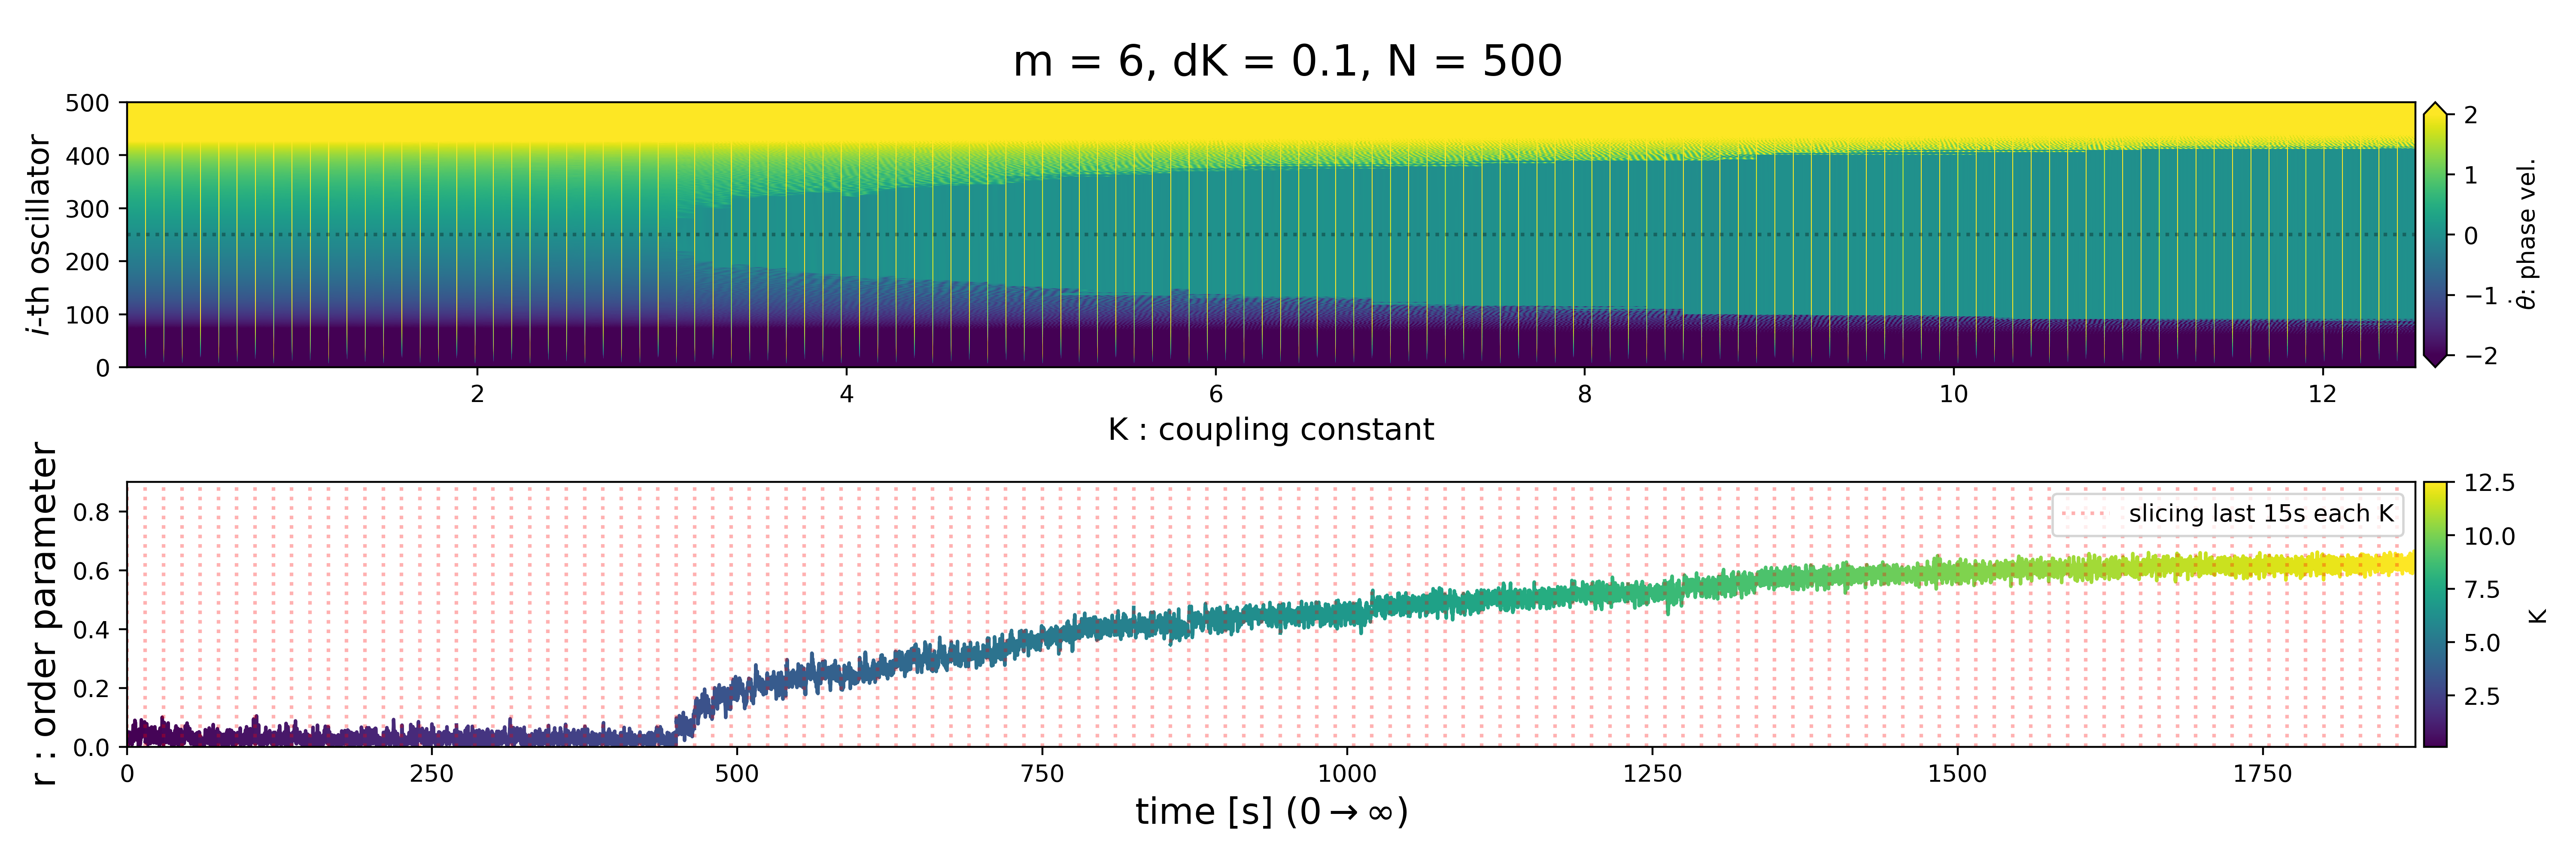 m = 6, dK = 0.1, N = 500
500
400
300
200
100
0
i-th oscillator
2 4 6 8 10 12
K : coupling constant
2
1
0
−1
−2
θ̇: phase vel.
0.8
0.6
0.4
0.2
0.0
r : order parameter
slicing last 15s each K
0 250 500 750 1000 1250 1500 1750
time [s] (0→∞)
12.5
10.0
7.5
5.0
2.5
K